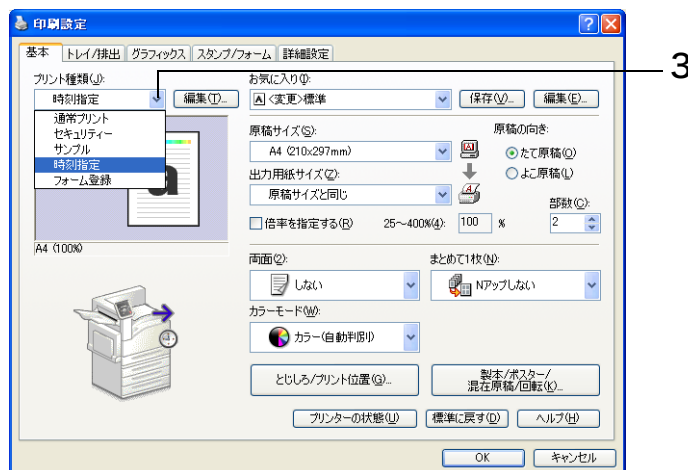 印刷設定
基本 トレイ/排出 グラフィックス スタンプ/フォーム 詳細設定
3
プリント種類(J):
時刻指定 編集(T)...
通常プリント
セキュリティー
サンプル
時刻指定
フォーム登録
a
A4 (100%)
お気に入り(I):
A <変更>標準 保存(V)... 編集(E)...
原稿サイズ(S):
A4 (210x297mm)
原稿の向き:
たて原稿(O)
よこ原稿(L)
出力用紙サイズ(Z):
原稿サイズと同じ
部数(C):
2
倍率を指定する(R) 25～400%(4): 100 %
両面(2):
しない
まとめて1枚(N):
Nアップしない
カラーモード(W):
カラー(自動判別)
とじしろ/プリント位置(G)...
製本/ポスター/
混在原稿/回転(K)...
プリンターの状態(U) 標準に戻す(D) ヘルプ(H)
OK キャンセル